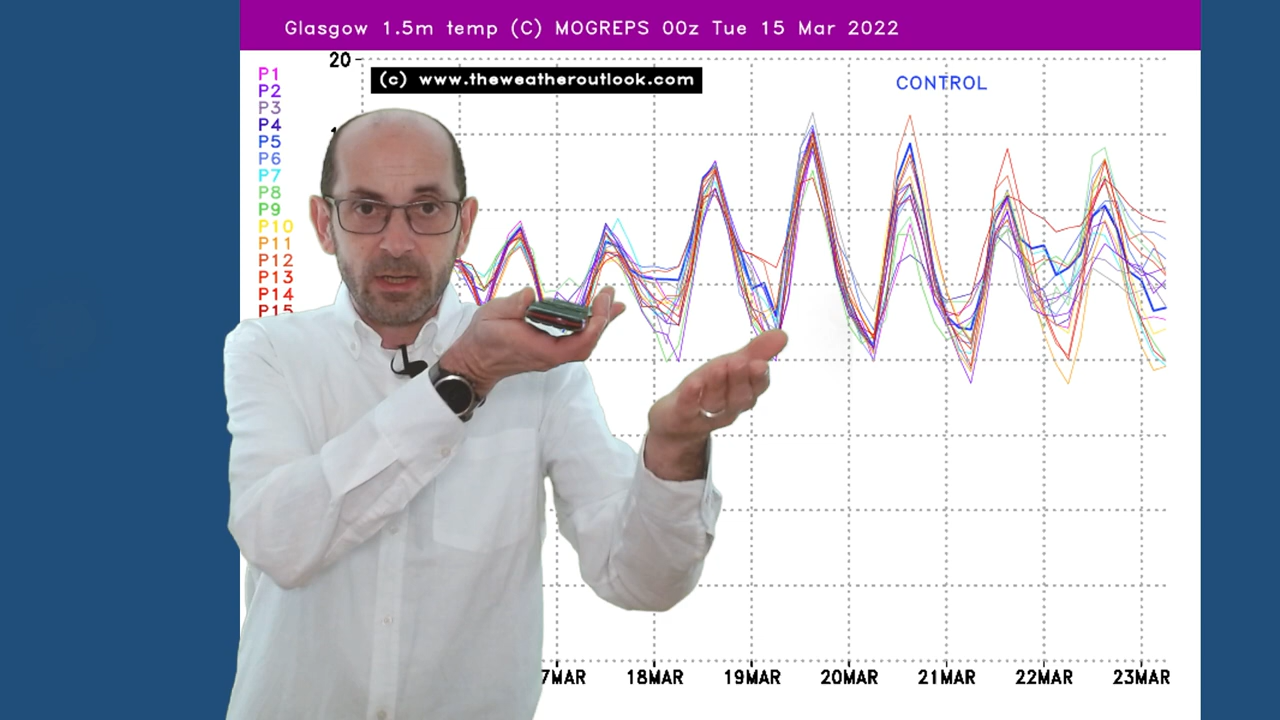 Glasgow 1.5m temp (C) MOGREPS 00z Tue 15 Mar 2022
20
(c) www.theweatheroutlook.com
CONTROL
P1
P2
P3
P4
P5
P6
P7
P8
P9
P10
P11
P12
P13
P14
P15
7MAR 18MAR 19MAR 20MAR 21MAR 22MAR 23MAR